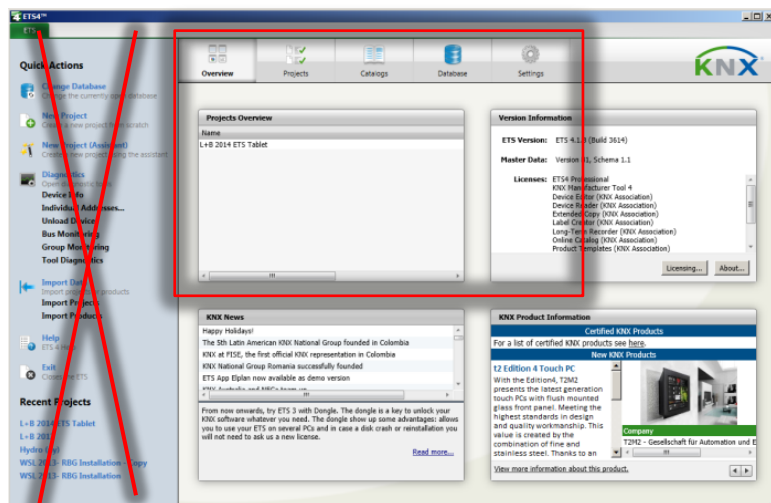 ETS4™
ETS
Quick Actions
Change Database
Change the currently open database
New Project
Create a new project from scratch
New Project (Assistant)
Created new project using the assistant
Diagnostics
Open diagnostic tools
Device Info
Individual Addresses...
Unload Device
Bus Monitoring
Group Monitoring
Tool Diagnostics
Import Data
Import projects or products
Import Projects
Import Products
Help
ETS 4 Help
Exit
Close the ETS
Recent Projects
L+B 2014 ETS Tablet
L+B 2013
Hydro
WSL 2013- RBG Installation - Copy
WSL 2013- RBG Installation
Overview
Projects
Catalogs
Database
Settings
KNX
Projects Overview
Name
L+B 2014 ETS Tablet
Version Information
ETS Version: ETS 4.1.8 (Build 3614)
Master Data: Version 01, Schema 1.1
Licenses: ETS4 Professional
KNX Manufacturer Tool 4
Device Editor (KNX Association)
Device Reader (KNX Association)
Extended Copy (KNX Association)
Label Creator (KNX Association)
Long-Term Recorder (KNX Association)
Online Catalog (KNX Association)
Product Templates (KNX Association)
Licensing...
About...
KNX News
Happy Holidays!
The 5th Latin American KNX National Group founded in Colombia
KNX at FISE, the first official KNX representation in Colombia
KNX National Group Romania successfully founded
ETS App Elplan now available as demo version
From now onwards, try ETS 3 with Dongle. The dongle is a key to unlock your
KNX software whatever you need. The dongle show up some advantages: allows
you to use your ETS on several PCs and in case a disk crash or reinstallation you
will not need to ask us a new license.
Read more...
KNX Product Information
Certified KNX Products
For a list of certified KNX products see here.
New KNX Products
t2 Edition 4 Touch PC
With the Edition4, T2M2
presents the latest generation
touch PCs with flush mounted
glass front panel. Meeting the
highest standards in design
and quality workmanship. This
value is created by the
combination of fine and
stainless steel. Thanks to an
Company
T2M2 - Gesellschaft für Automation und E
View more information about this product.